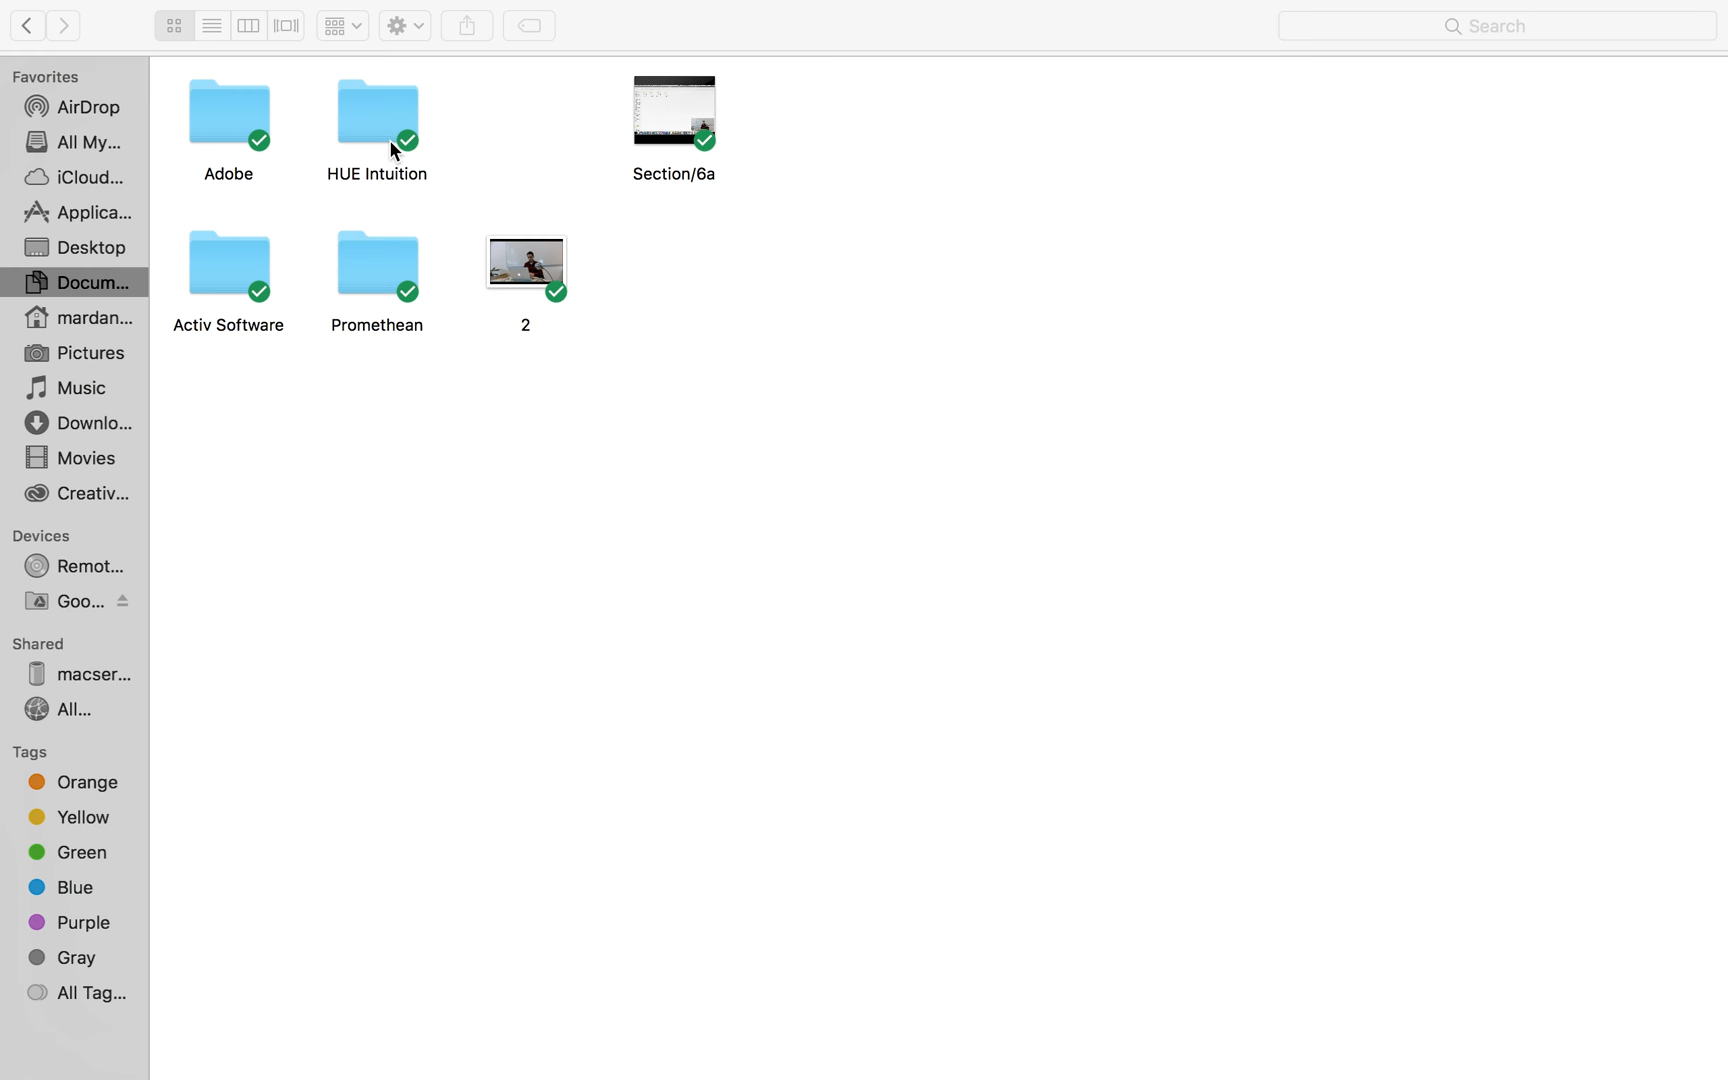 Search
Favorites
AirDrop
All My...
iCloud...
Applica...
Desktop
Docum...
mardan...
Pictures
Music
Downlo...
Movies
Creativ...
Devices
Remot...
Goo...
Shared
macser...
All...
Tags
Orange
Yellow
Green
Blue
Purple
Gray
All Tag...
Adobe
HUE Intuition
Section/6a
Activ Software
Promethean
2